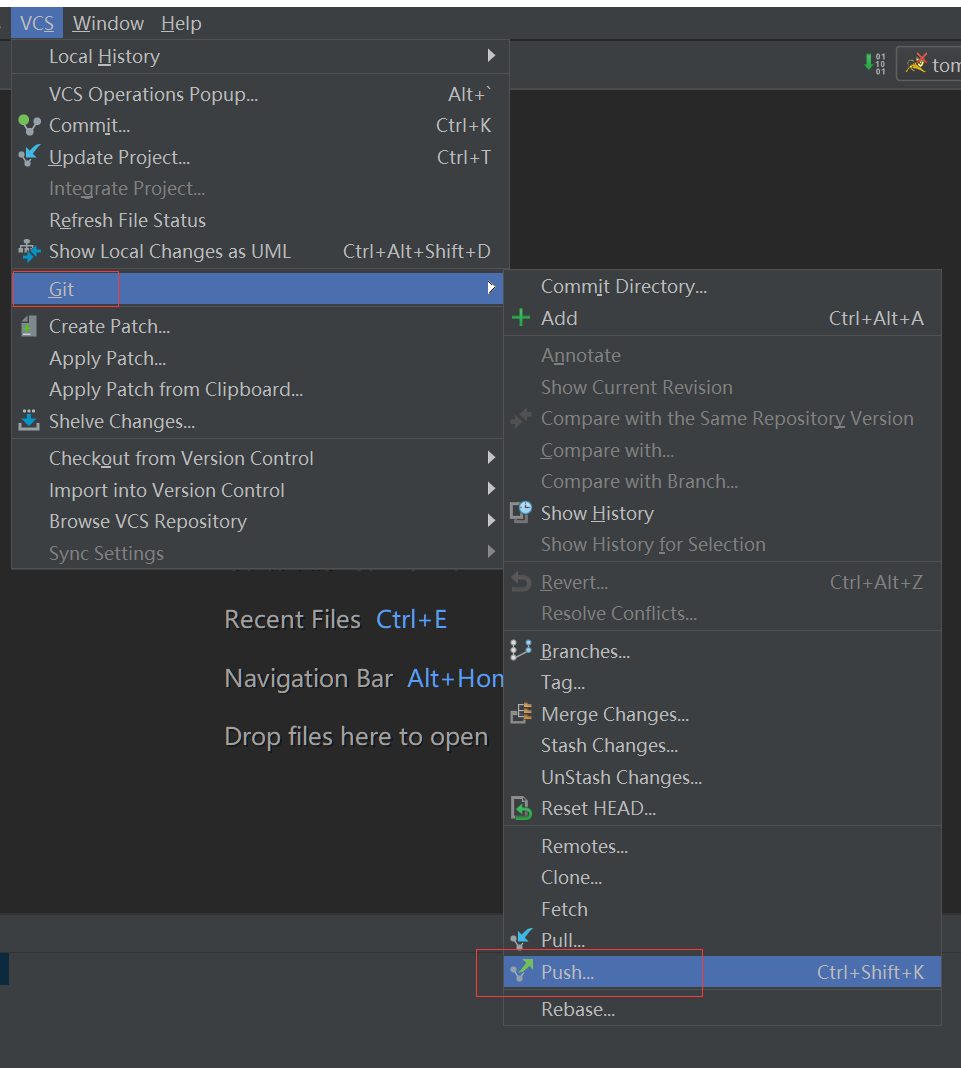 VCS Window Help
Local History
tom
VCS Operations Popup... Alt+`
Commit... Ctrl+K
Update Project... Ctrl+T
Integrate Project...
Refresh File Status
Show Local Changes as UML Ctrl+Alt+Shift+D
Git
Create Patch...
Apply Patch...
Apply Patch from Clipboard...
Shelve Changes...
Checkout from Version Control
Import into Version Control
Browse VCS Repository
Sync Settings
Commit Directory...
Add Ctrl+Alt+A
Annotate
Show Current Revision
Compare with the Same Repository Version
Compare with...
Compare with Branch...
Show History
Show History for Selection
Revert... Ctrl+Alt+Z
Resolve Conflicts...
Branches...
Tag...
Merge Changes...
Stash Changes...
UnStash Changes...
Reset HEAD...
Remotes...
Clone...
Fetch
Pull...
Push... Ctrl+Shift+K
Rebase...
Recent Files Ctrl+E
Navigation Bar Alt+Hom
Drop files here to open